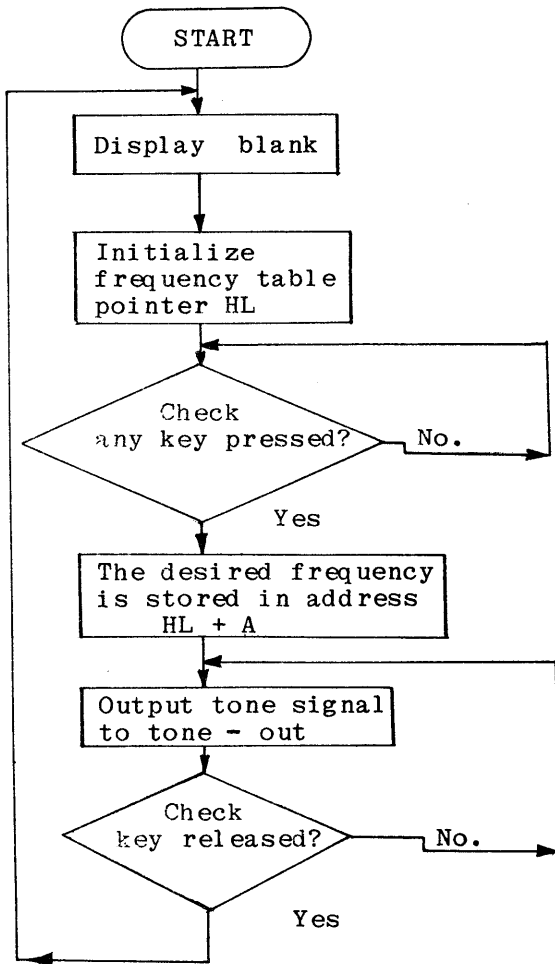 START
Display blank
Initialize
frequency table
pointer HL
Check
any key pressed?
No.
Yes
The desired frequency
is stored in address
HL + A
Output tone signal
to tone - out
Check
key released?
No.
Yes